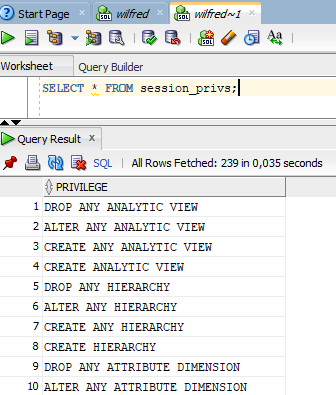 Start Page × wilfred × wilfred~1 ×
Aa
Worksheet Query Builder
SELECT * FROM session_privs;
Query Result ×
SQL | All Rows Fetched: 239 in 0,035 seconds
PRIVILEGE
1 DROP ANY ANALYTIC VIEW
2 ALTER ANY ANALYTIC VIEW
3 CREATE ANY ANALYTIC VIEW
4 CREATE ANALYTIC VIEW
5 DROP ANY HIERARCHY
6 ALTER ANY HIERARCHY
7 CREATE ANY HIERARCHY
8 CREATE HIERARCHY
9 DROP ANY ATTRIBUTE DIMENSION
10 ALTER ANY ATTRIBUTE DIMENSION